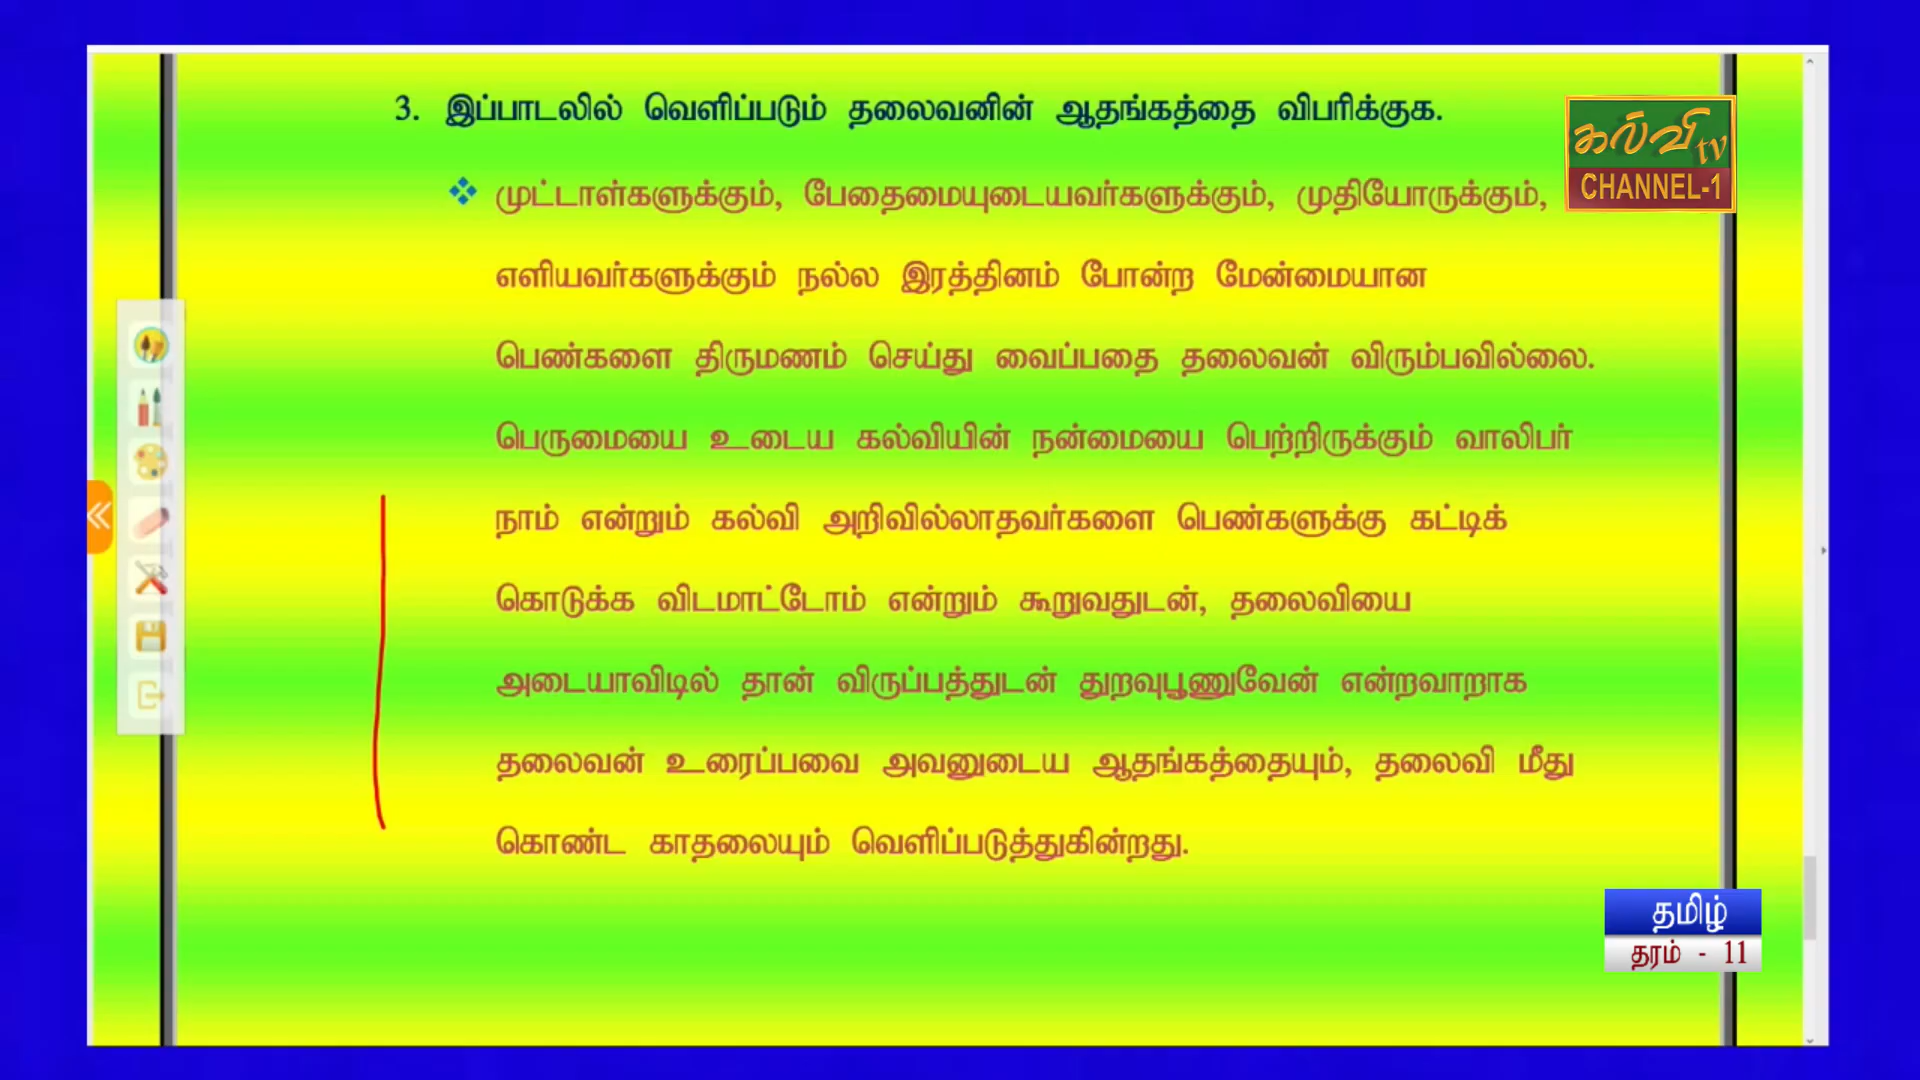 3. இப்பாடலில் வெளிப்படும் தலைவனின் ஆதங்கத்தை விபரிக்குக.
கல்வி tv
CHANNEL-1
முட்டாள்களுக்கும், பேதைமையுடையவர்களுக்கும், முதியோருக்கும்,
எளியவர்களுக்கும் நல்ல இரத்தினம் போன்ற மேன்மையான
பெண்களை திருமணம் செய்து வைப்பதை தலைவன் விரும்பவில்லை.
பெருமையை உடைய கல்வியின் நன்மையை பெற்றிருக்கும் வாலிபர்
நாம் என்றும் கல்வி அறிவில்லாதவர்களை பெண்களுக்கு கட்டிக்
கொடுக்க விடமாட்டோம் என்றும் கூறுவதுடன், தலைவியை
அடையாவிடில் தான் விருப்பத்துடன் துறவுபூணுவேன் என்றவாறாக
தலைவன் உரைப்பவை அவனுடைய ஆதங்கத்தையும், தலைவி மீது
கொண்ட காதலையும் வெளிப்படுத்துகின்றது.
தமிழ்
தரம் - 11